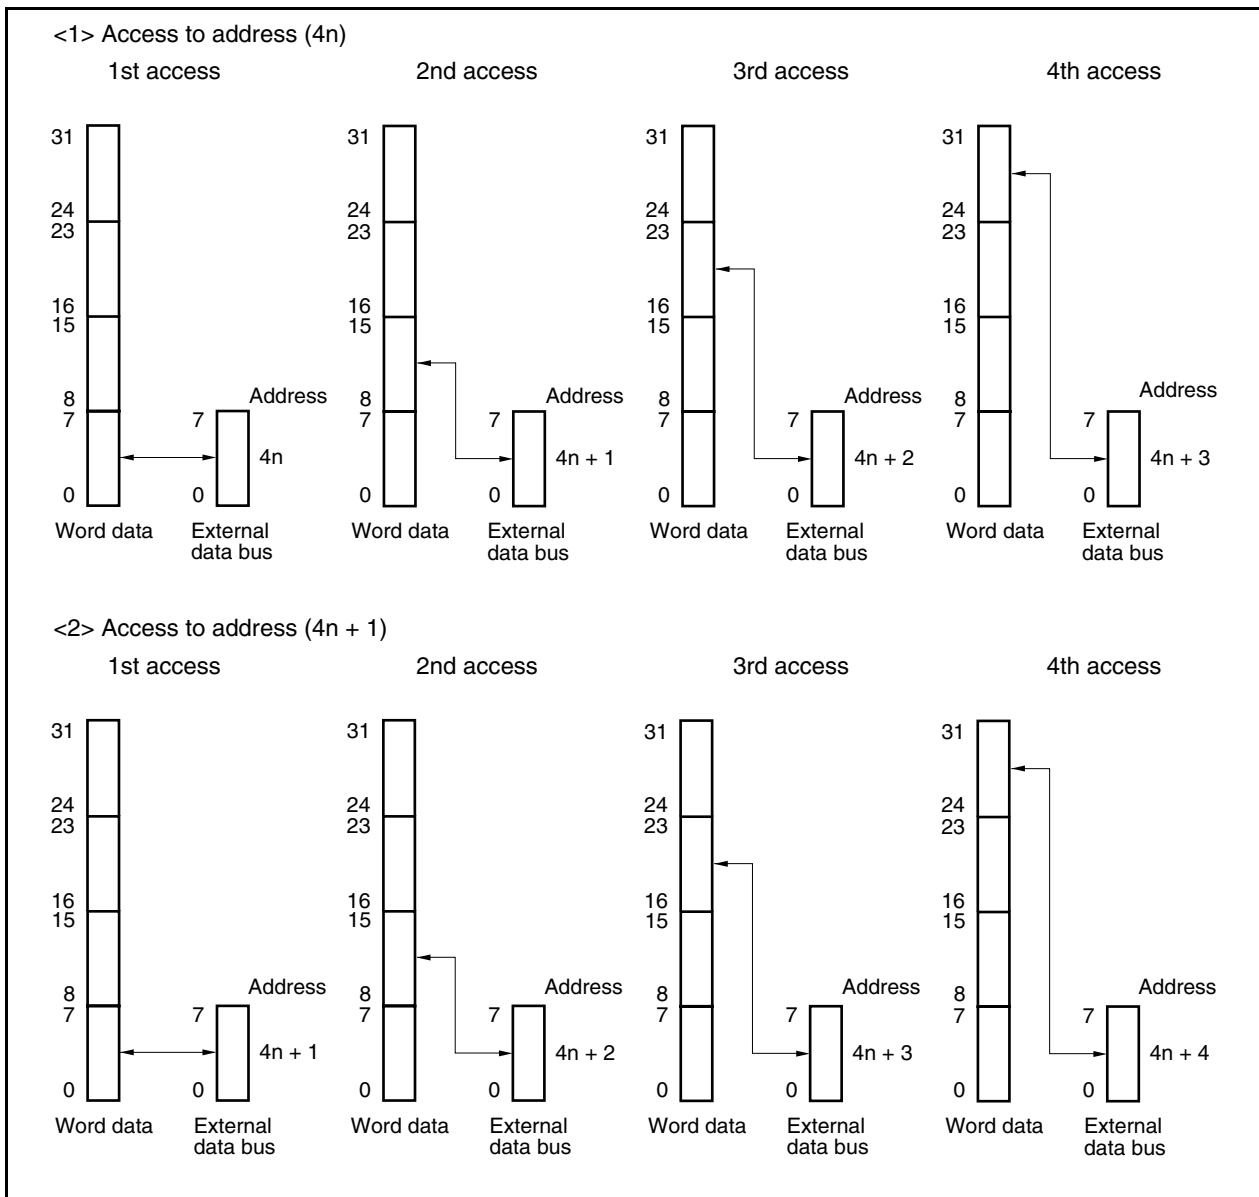 <1> Access to address (4n)
1st access
2nd access
3rd access
4th access
31
24
23
16
15
8
7
0
Word data
7
0
Address
4n
External
data bus
31
24
23
16
15
8
7
0
Word data
7
0
Address
4n + 1
External
data bus
31
24
23
16
15
8
7
0
Word data
7
0
Address
4n + 2
External
data bus
31
24
23
16
15
8
7
0
Word data
7
0
Address
4n + 3
External
data bus
<2> Access to address (4n + 1)
1st access
2nd access
3rd access
4th access
31
24
23
16
15
8
7
0
Word data
7
0
Address
4n + 1
External
data bus
31
24
23
16
15
8
7
0
Word data
7
0
Address
4n + 2
External
data bus
31
24
23
16
15
8
7
0
Word data
7
0
Address
4n + 3
External
data bus
31
24
23
16
15
8
7
0
Word data
7
0
Address
4n + 4
External
data bus